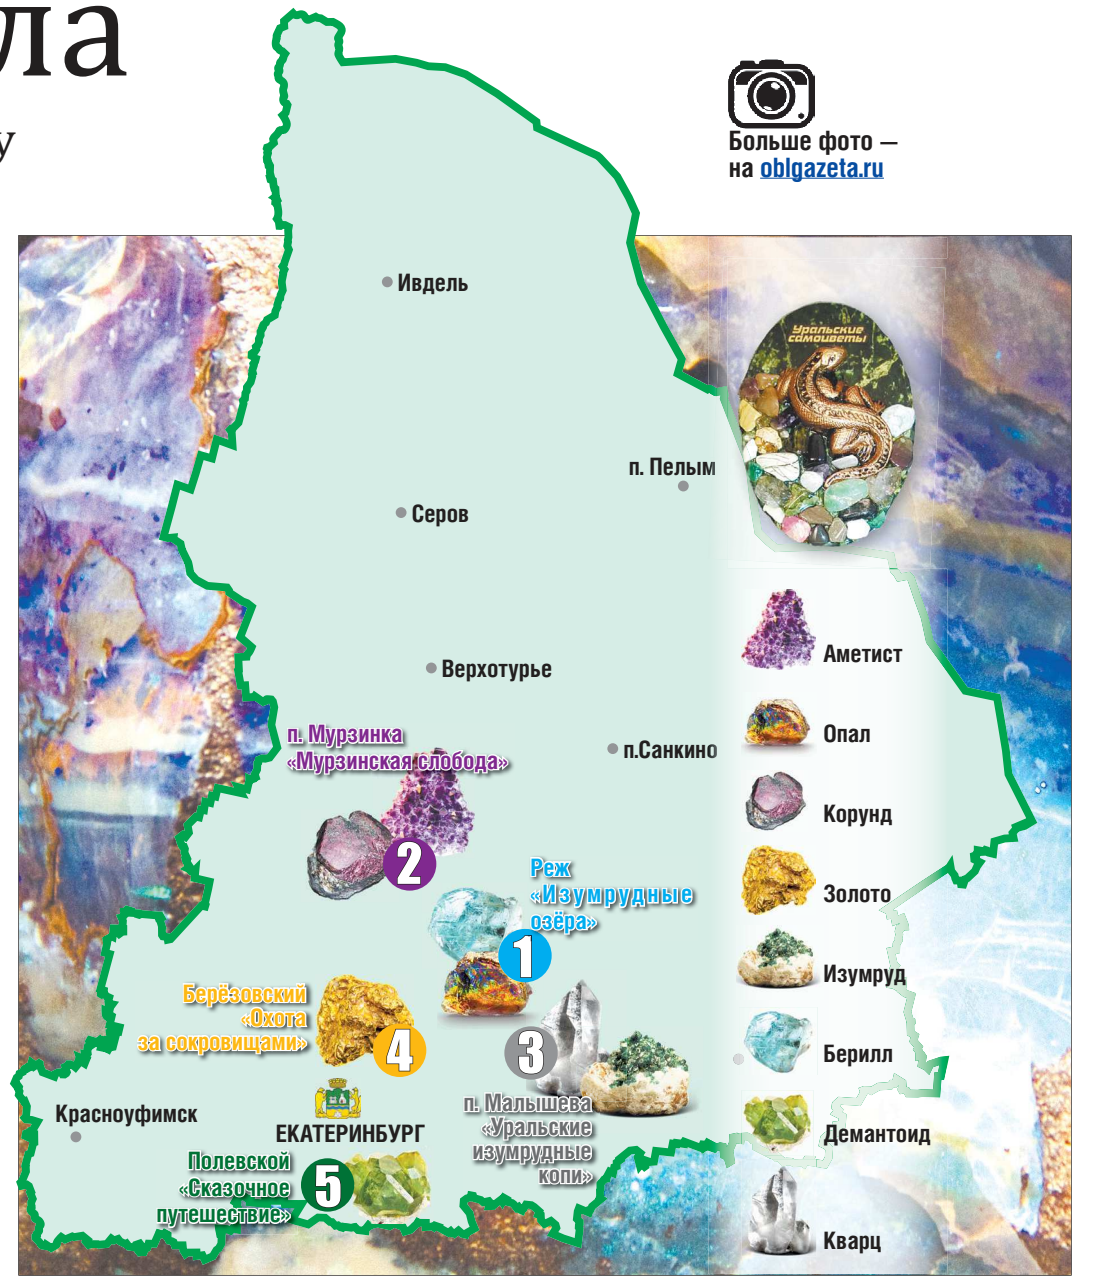 ла
у
Больше фото —
на oblgazeta.ru
Уральские
самоцветы
Ивдель
п. Пелым
Серов
Верхотурье
п. Мурзинка
«Мурзинская слобода»
п.Санкино
2
Реж
«Изумрудные
озёра»
1
Берёзовский
«Охота
за сокровищами»
4
3
п. Малышева
«Уральские
изумрудные
копи»
Красноуфимск
ЕКАТЕРИНБУРГ
Полевской
«Сказочное
путешествие»
5
Аметист
Опал
Корунд
Золото
Изумруд
Берилл
Демантоид
Кварц